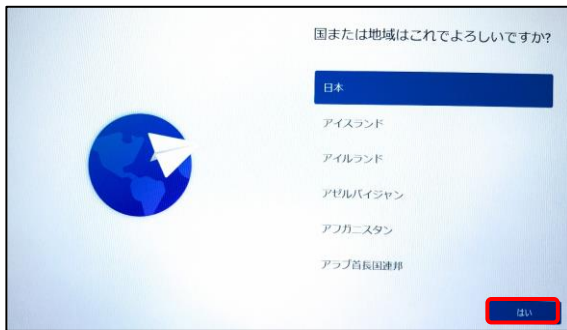 国または地域はこれでよろしいですか?
日本
アイスランド
アイルランド
アゼルバイジャン
アフガニスタン
アラブ首長国連邦
はい